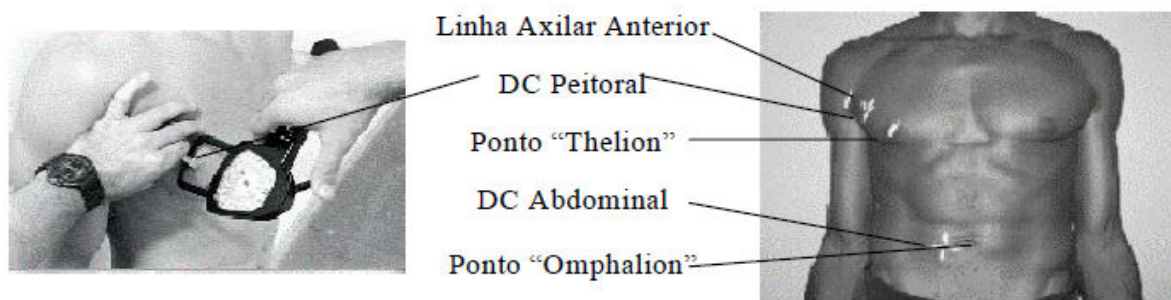 Linha Axilar Anterior
DC Peitoral
Ponto “Thelion”
DC Abdominal
Ponto “Omphalion”